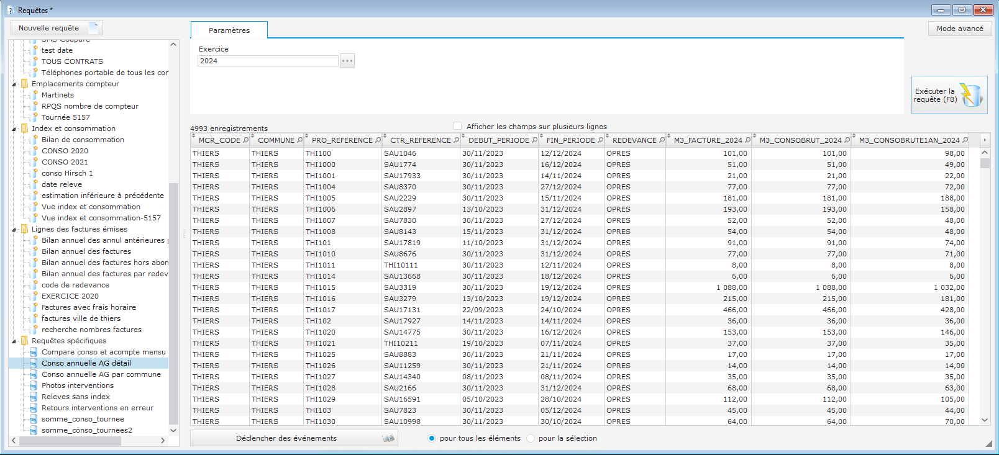 Requêtes *
Nouvelle requête
Mode avancé
SMS Coupure
test date
TOUS CONTRATS
Téléphones portable de tous les cor
Emplacements compteur
Martinets
RPQS nombre de compteur
Tournée 5157
Index et consommation
Bilan de consommation
CONSO 2020
CONSO 2021
conso Hirsch 1
date releve
estimation inférieure à précédente
Vue index et consommation
Vue index et consommation-5157
Lignes des factures émises
Bilan annuel des annul antérieures p
Bilan annuel des factures
Bilan annuel des factures hors abon
Bilan annuel des factures par redev
code de redevance
EXERCICE 2020
Factures avec frais horaire
factures ville de thiers
recherche nombres factures
Requêtes spécifiques
Compare conso et acompte mensu
Conso annuelle AG détail
Conso annuelle AG par commune
Photos interventions
Releves sans index
Retours interventions en erreur
somme_conso_tournee
somme_conso_tournees2
Paramètres
Exercice
2024
Exécuter la
requête (F8)
4993 enregistrements
Afficher les champs sur plusieurs lignes
MCR_CODE COMMUNE PRO_REFERENCE CTR_REFERENCE DEBUT_PERIODE FIN_PERIODE REDEVANCE M3_FACTURE_2024 M3_CONSOBRUT_2024 M3_CONSOBRUTE1AN_2024
THIERS THIERS THI100 SAU1046 30/11/2023 12/12/2024 OPRES 101,00 101,00 98,00
THIERS THIERS THI1000 SAU1774 30/11/2023 16/12/2024 OPRES 51,00 51,00 49,00
THIERS THIERS THI1001 SAU17933 30/11/2023 14/11/2024 OPRES 21,00 21,00 22,00
THIERS THIERS THI1004 SAU8370 30/11/2023 27/12/2024 OPRES 77,00 77,00 72,00
THIERS THIERS THI1005 SAU2229 30/11/2023 15/11/2024 OPRES 181,00 181,00 188,00
THIERS THIERS THI1006 SAU2897 13/10/2023 31/12/2024 OPRES 193,00 193,00 158,00
THIERS THIERS THI1007 SAU7830 30/11/2023 27/12/2024 OPRES 52,00 52,00 48,00
THIERS THIERS THI1008 SAU8143 15/11/2023 31/12/2024 OPRES 54,00 54,00 48,00
THIERS THIERS THI101 SAU17819 11/10/2023 31/12/2024 OPRES 91,00 91,00 74,00
THIERS THIERS THI1010 SAU8676 30/11/2023 31/12/2024 OPRES 77,00 77,00 71,00
THIERS THIERS THI1011 THI10111 30/11/2023 12/11/2024 OPRES 8,00 8,00 8,00
THIERS THIERS THI1014 SAU13668 30/11/2023 18/12/2024 OPRES 6,00 6,00 6,00
THIERS THIERS THI1015 SAU3319 30/11/2023 19/12/2024 OPRES 1 088,00 1 088,00 1 032,00
THIERS THIERS THI1016 SAU3279 13/10/2023 19/12/2024 OPRES 215,00 215,00 181,00
THIERS THIERS THI1017 SAU17131 22/09/2023 24/10/2024 OPRES 466,00 466,00 428,00
THIERS THIERS THI102 SAU17927 14/11/2023 14/11/2024 OPRES 36,00 36,00 36,00
THIERS THIERS THI1020 SAU14775 30/11/2023 16/12/2024 OPRES 153,00 153,00 146,00
THIERS THIERS THI1021 THI10211 19/10/2023 07/11/2024 OPRES 37,00 37,00 35,00
THIERS THIERS THI1025 SAU8883 30/11/2023 21/11/2024 OPRES 17,00 17,00 17,00
THIERS THIERS THI1026 SAU11259 30/11/2023 21/11/2024 OPRES 14,00 14,00 14,00
THIERS THIERS THI1027 SAU14340 08/11/2023 08/11/2024 OPRES 35,00 35,00 35,00
THIERS THIERS THI1028 SAU2166 30/11/2023 31/12/2024 OPRES 68,00 68,00 63,00
THIERS THIERS THI1029 SAU16591 05/10/2023 28/10/2024 OPRES 112,00 112,00 105,00
THIERS THIERS THI103 SAU7823 30/11/2023 05/12/2024 OPRES 45,00 45,00 44,00
THIERS THIERS THI1030 SAU10998 30/11/2023 30/10/2024 OPRES 64,00 64,00 70,00
Déclencher des événements
pour tous les éléments
pour la sélection